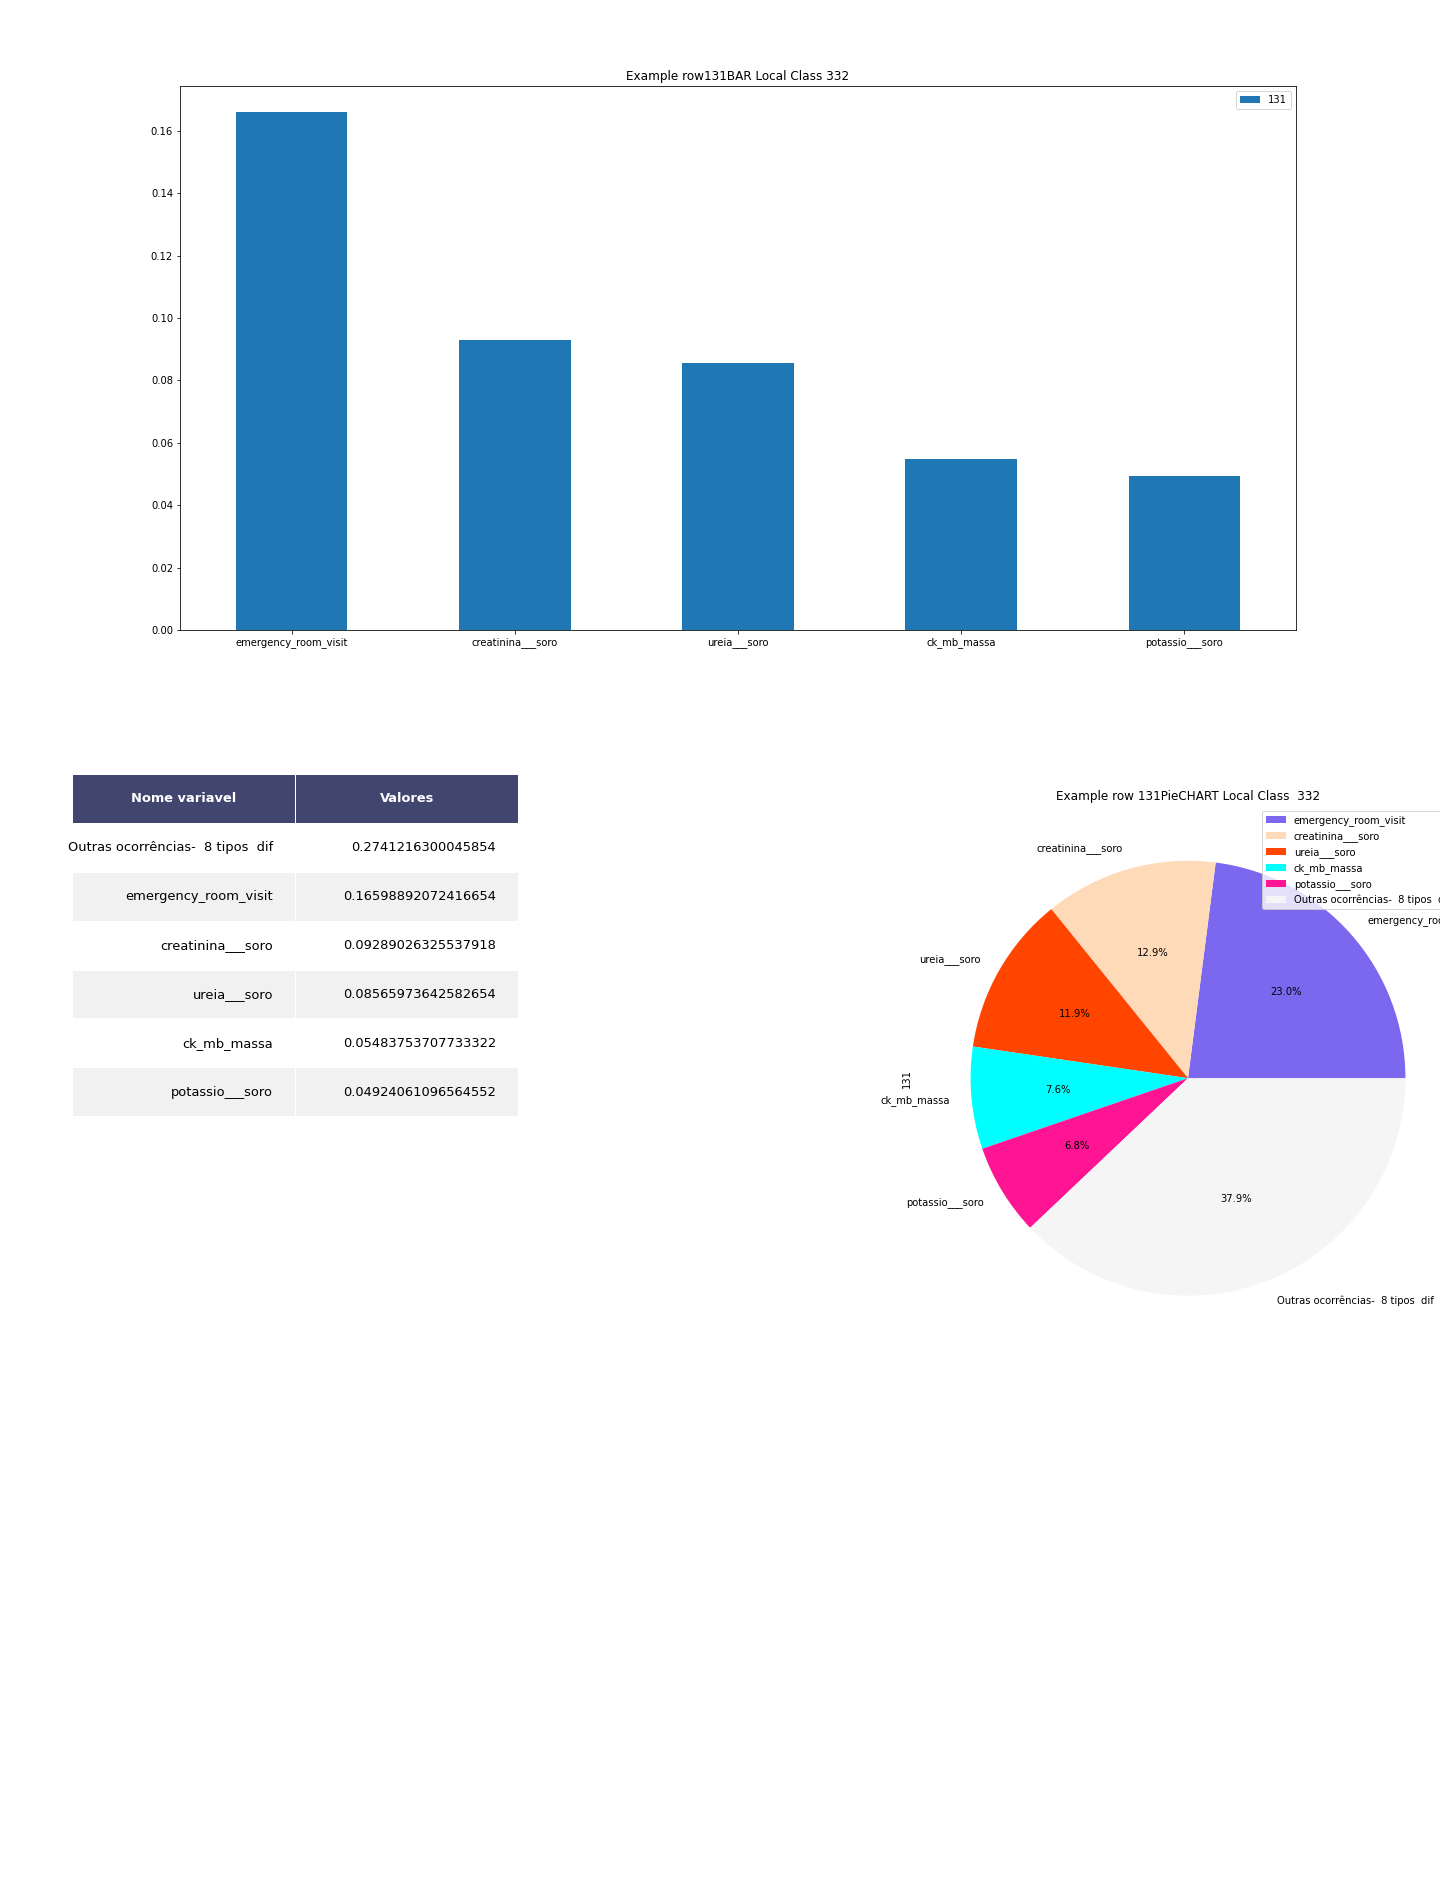 Example row131BAR Local Class 332
131
0.16
0.14
0.12
0.10
0.08
0.06
0.04
0.02
0.00
emergency_room_visit creatinina___soro ureia___soro ck_mb_massa potassio___soro
Nome variavel Valores
Outras ocorrências-  8 tipos  dif 0.2741216300045854
emergency_room_visit 0.16598892072416654
creatinina___soro 0.09289026325537918
ureia___soro 0.08565973642582654
ck_mb_massa 0.05483753707733322
potassio___soro 0.04924061096564552
Example row 131PieCHART Local Class  332
emergency_room_visit
creatinina___soro
ureia___soro
ck_mb_massa
potassio___soro
Outras ocorrências-  8 tipos
creatinina___soro
emergency_roo
ureia___soro
12.9%
23.0%
11.9%
131
7.6%
ck_mb_massa
6.8%
potassio___soro
37.9%
Outras ocorrências-  8 tipos  dif